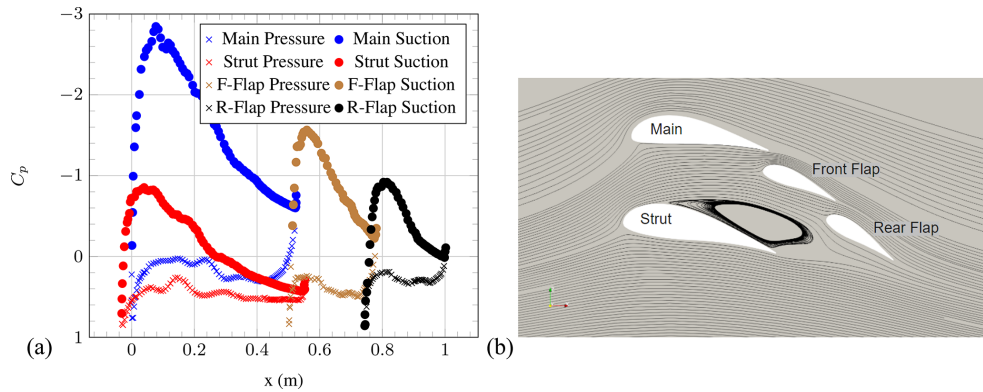 −3
−2
−1
0
1
C_p
Main Pressure Main Suction
Strut Pressure Strut Suction
F-Flap Pressure F-Flap Suction
R-Flap Pressure R-Flap Suction
0 0.2 0.4 0.6 0.8 1
x (m)
(a)
Main
Front Flap
Strut
Rear Flap
(b)